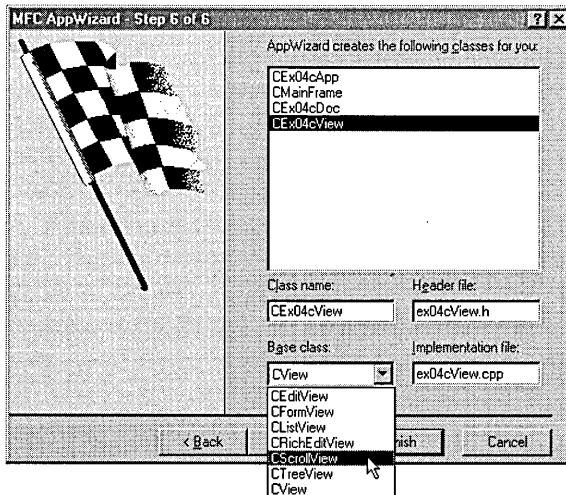 MFC AppWizard - Step 6 of 6
AppWizard creates the following classes for you:
CEx04cApp
CMainFrame
CEx04cDoc
CEx04cView
Class name:
Header file:
CEx04cView
ex04cView.h
Base class:
Implementation file:
CView
ex04cView.cpp
CEditView
CFormView
CListView
CRichEditView
CScrollView
CTreeView
CView
< Back
nish
Cancel